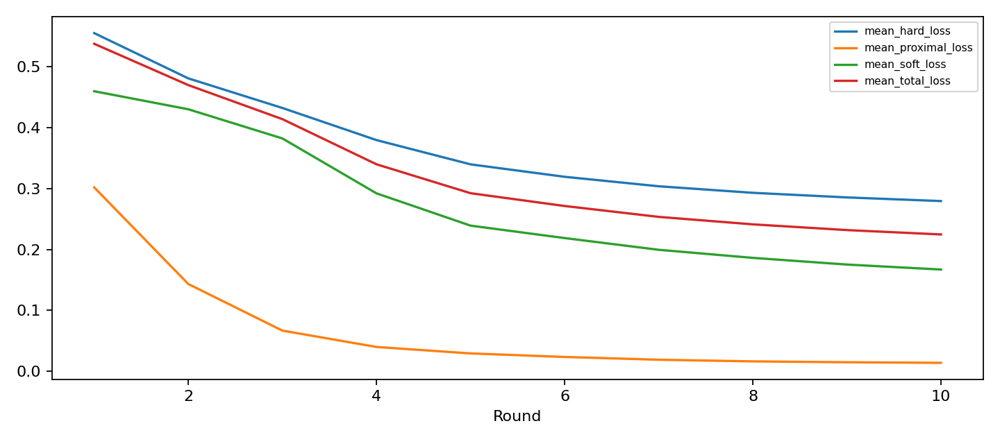 mean_hard_loss
mean_proximal_loss
mean_soft_loss
mean_total_loss
0.5
0.4
0.3
0.2
0.1
0.0
2 4 6 8 10
Round